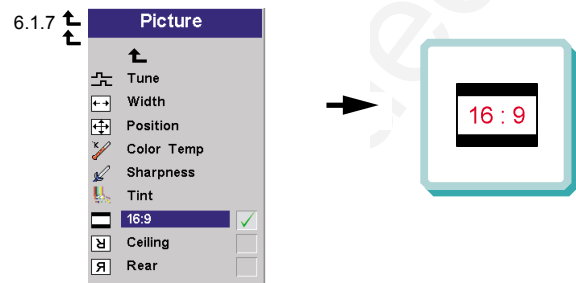 6.1.7
Picture
Tune
Width
Position
Color Temp
Sharpness
Tint
16:9
Ceiling
Rear
16 : 9